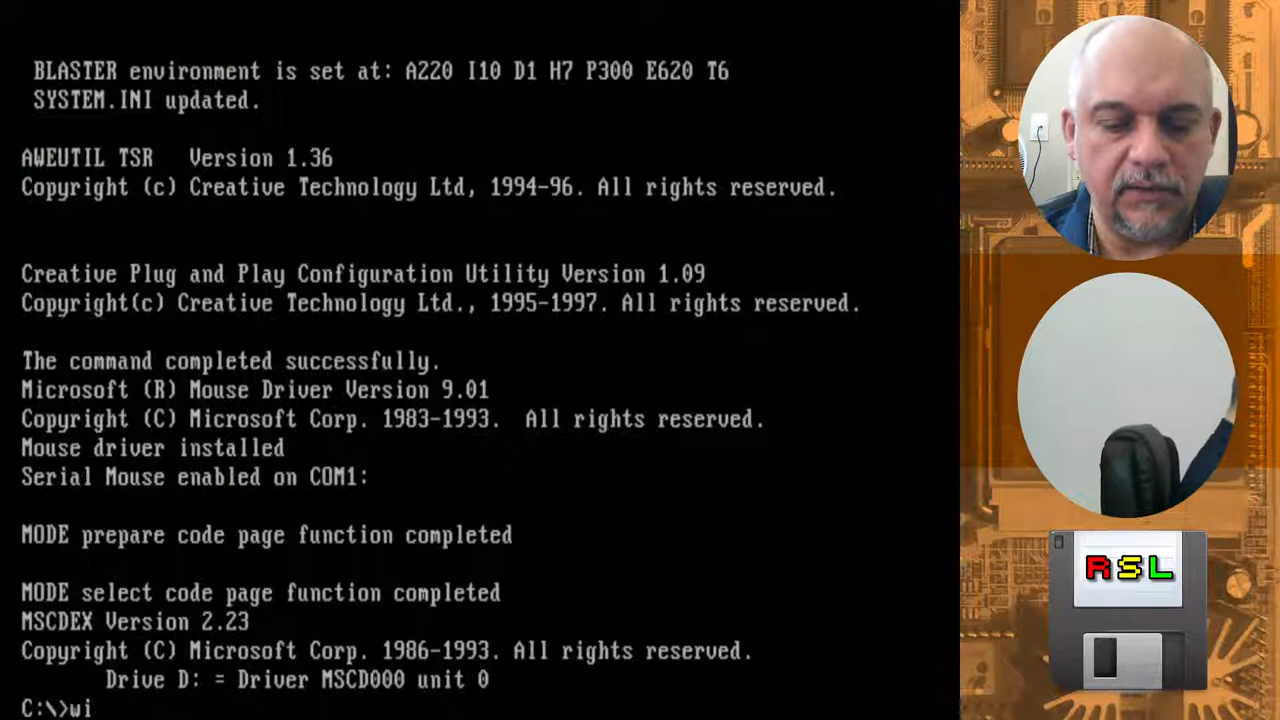 BLASTER environment is set at: A220 I10 D1 H7 P300 E620 T6
SYSTEM.INI updated.
AWEUTIL TSR   Version 1.36
Copyright (c) Creative Technology Ltd, 1994-96. All rights reserved.
Creative Plug and Play Configuration Utility Version 1.09
Copyright(c) Creative Technology Ltd., 1995-1997. All rights reserved.
The command completed successfully.
Microsoft (R) Mouse Driver Version 9.01
Copyright (C) Microsoft Corp. 1983-1993.  All rights reserved.
Mouse driver installed
Serial Mouse enabled on COM1:
MODE prepare code page function completed
MODE select code page function completed
MSCDEX Version 2.23
Copyright (C) Microsoft Corp. 1986-1993. All rights reserved.
Drive D: = Driver MSCD000 unit 0
C:\>wi
RSL